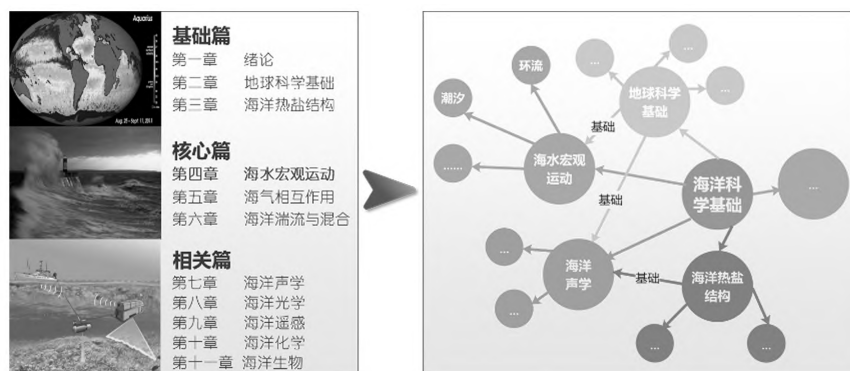 Aquarius
Aug. 25 - Sept 11, 2011
基础篇
第一章 绪论
第二章 地球科学基础
第三章 海洋热盐结构
核心篇
第四章 海水宏观运动
第五章 海气相互作用
第六章 海洋湍流与混合
相关篇
第七章 海洋声学
第八章 海洋光学
第九章 海洋遥感
第十章 海洋化学
第十一章 海洋生物
环流
...
...
潮汐
地球科学
基础
...
基础
......
海水宏观
运动
海洋科
学基础
...
基础
...
海洋
声学
基础
海洋热盐
结构
...
...
...